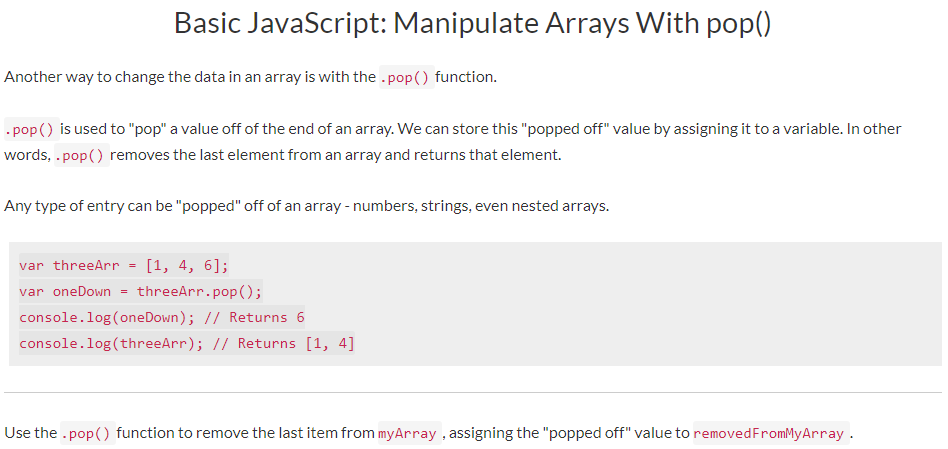 Basic JavaScript: Manipulate Arrays With pop()
Another way to change the data in an array is with the .pop() function.
.pop() is used to "pop" a value off of the end of an array. We can store this "popped off" value by assigning it to a variable. In other
words, .pop() removes the last element from an array and returns that element.
Any type of entry can be "popped" off of an array - numbers, strings, even nested arrays.
var threeArr = [1, 4, 6];
var oneDown = threeArr.pop();
console.log(oneDown); // Returns 6
console.log(threeArr); // Returns [1, 4]
Use the .pop() function to remove the last item from myArray , assigning the "popped off" value to removedFromMyArray .